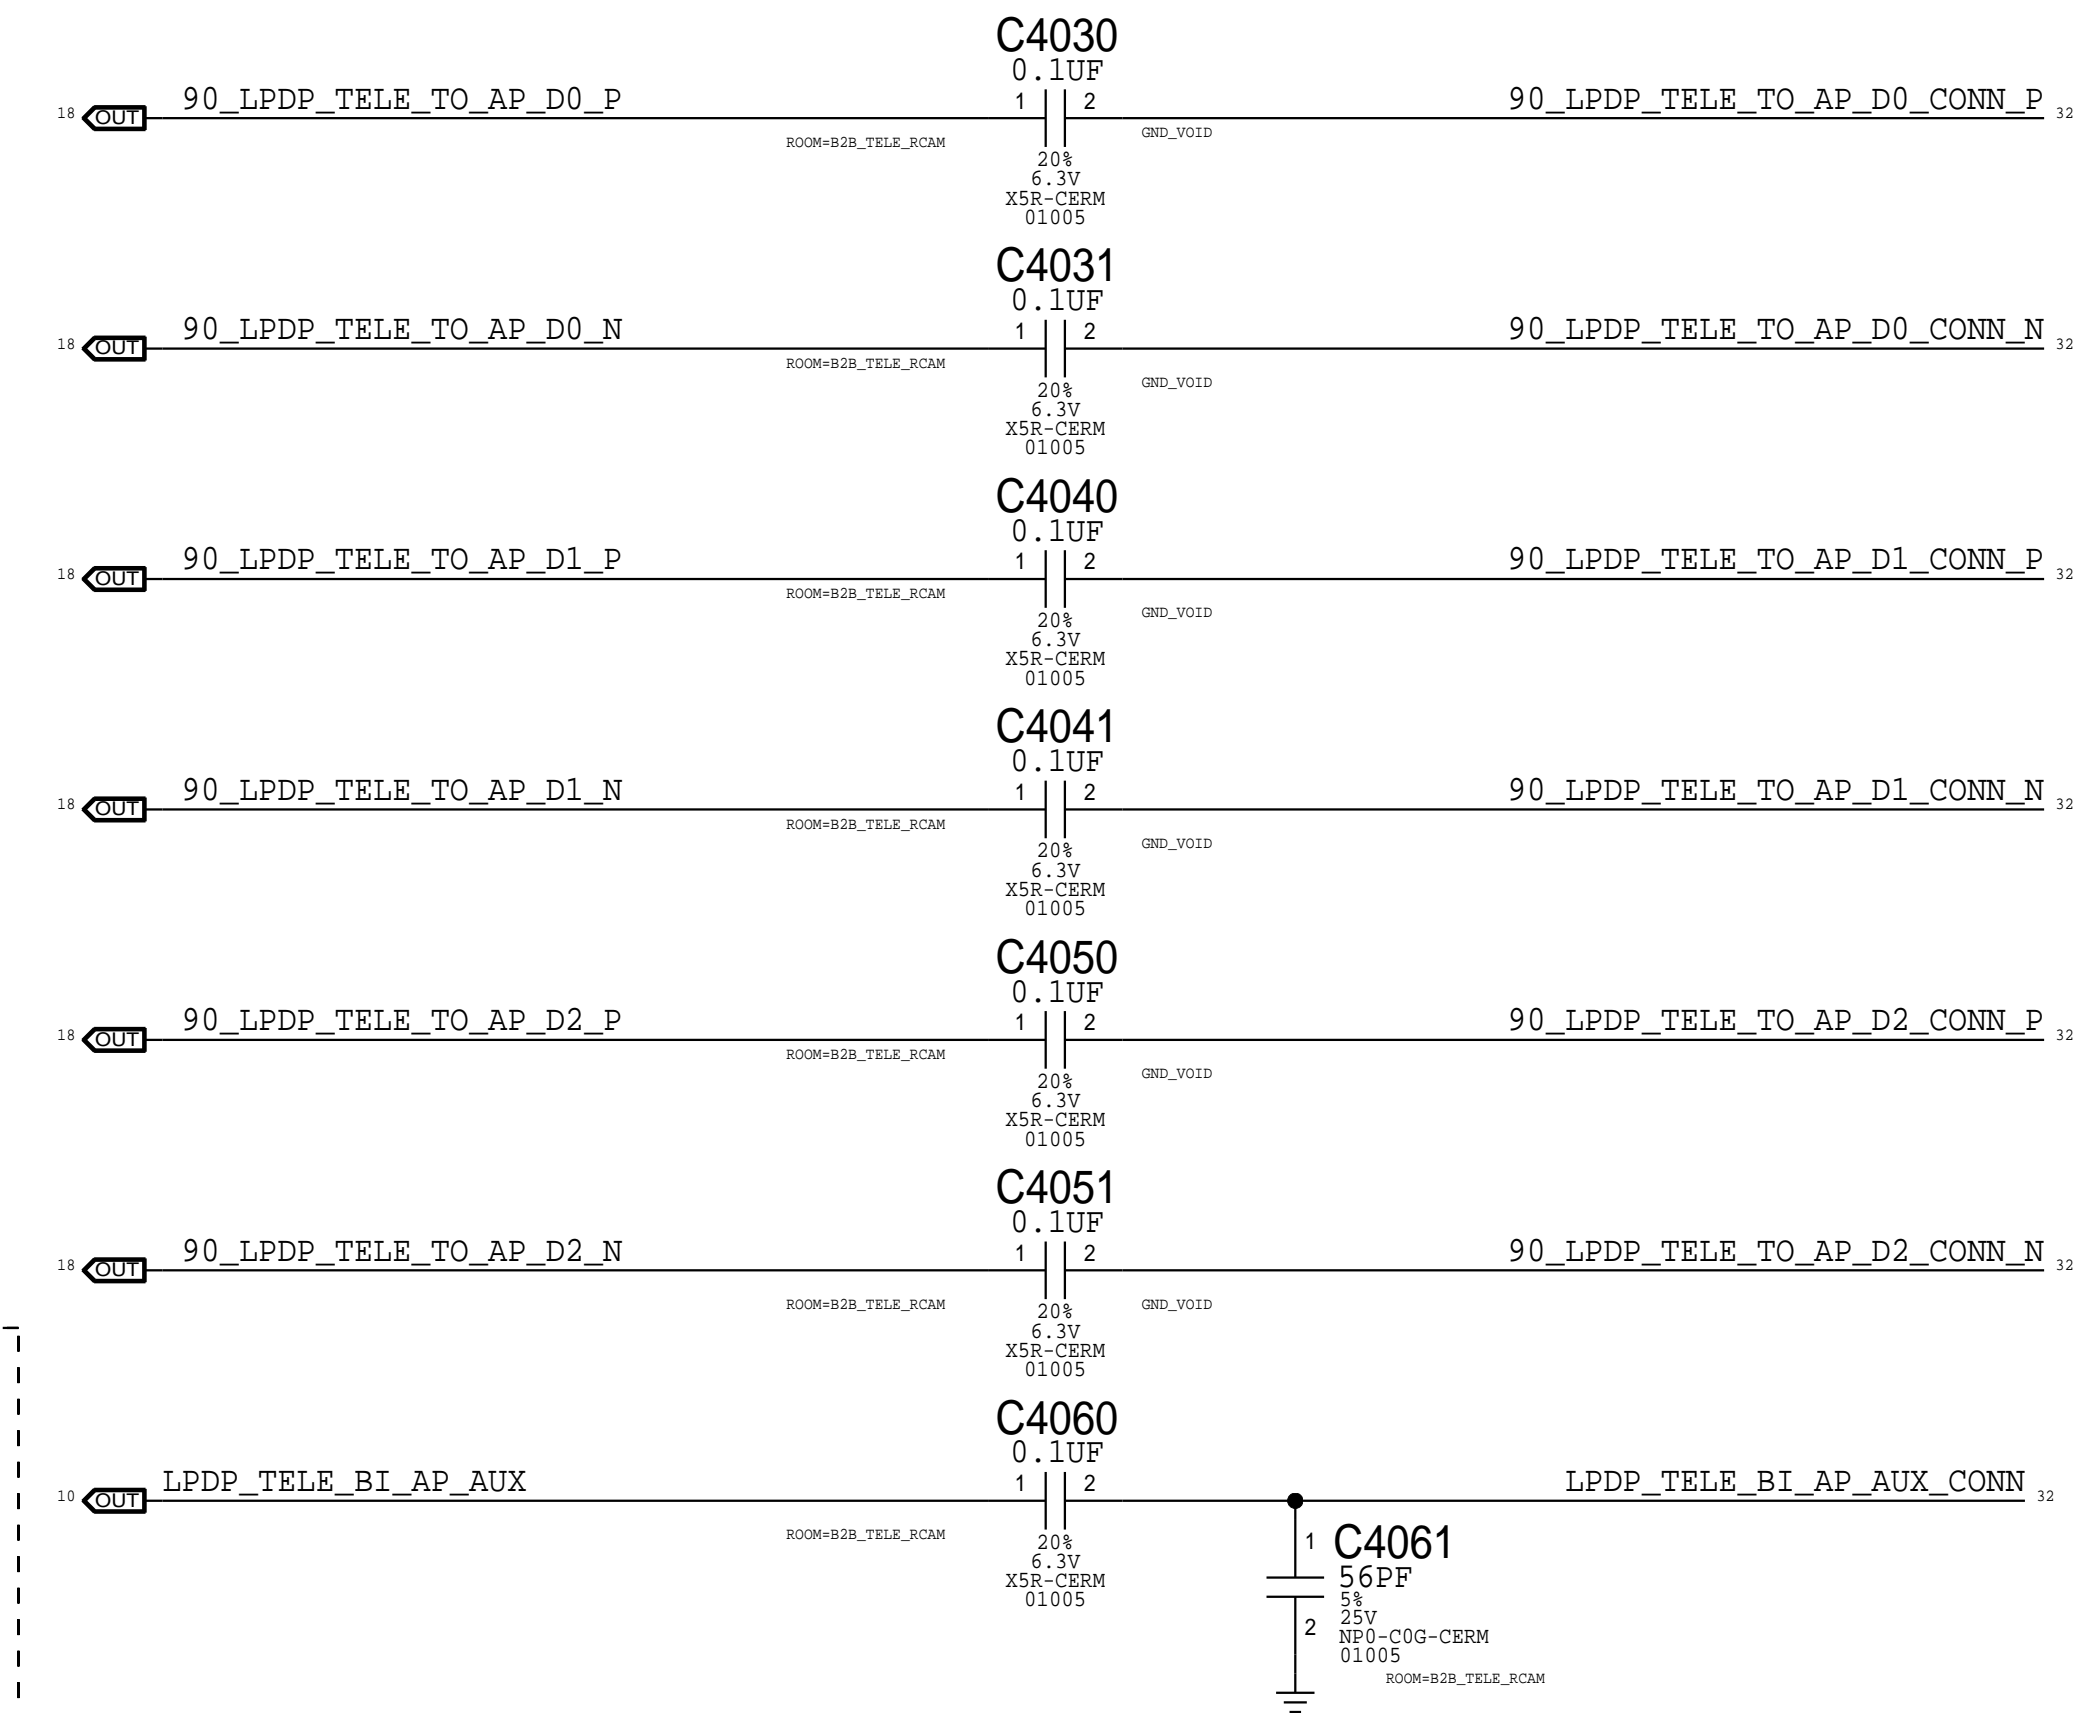 C4030
0.1UF
18 OUT 90_LPDP_TELE_TO_AP_D0_P 1 2 90_LPDP_TELE_TO_AP_D0_CONN_P 32
ROOM=B2B_TELE_RCAM GND_VOID
20%
6.3V
X5R-CERM
01005
C4031
0.1UF
18 OUT 90_LPDP_TELE_TO_AP_D0_N 1 2 90_LPDP_TELE_TO_AP_D0_CONN_N 32
ROOM=B2B_TELE_RCAM
20% GND_VOID
6.3V
X5R-CERM
01005
C4040
0.1UF
18 OUT 90_LPDP_TELE_TO_AP_D1_P 1 2 90_LPDP_TELE_TO_AP_D1_CONN_P 32
ROOM=B2B_TELE_RCAM GND_VOID
20%
6.3V
X5R-CERM
01005
C4041
0.1UF
18 OUT 90_LPDP_TELE_TO_AP_D1_N 1 2 90_LPDP_TELE_TO_AP_D1_CONN_N 32
ROOM=B2B_TELE_RCAM GND_VOID
20%
6.3V
X5R-CERM
01005
C4050
0.1UF
18 OUT 90_LPDP_TELE_TO_AP_D2_P 1 2 90_LPDP_TELE_TO_AP_D2_CONN_P 32
ROOM=B2B_TELE_RCAM GND_VOID
20%
6.3V
X5R-CERM
01005
C4051
0.1UF
18 OUT 90_LPDP_TELE_TO_AP_D2_N 1 2 90_LPDP_TELE_TO_AP_D2_CONN_N 32
ROOM=B2B_TELE_RCAM 20% GND_VOID
6.3V
X5R-CERM
01005
C4060
0.1UF
10 OUT LPDP_TELE_BI_AP_AUX 1 2 LPDP_TELE_BI_AP_AUX_CONN 32
ROOM=B2B_TELE_RCAM
20%
6.3V
X5R-CERM
01005
1 C4061
56PF
5%
25V
2 NP0-C0G-CERM
01005
ROOM=B2B_TELE_RCAM